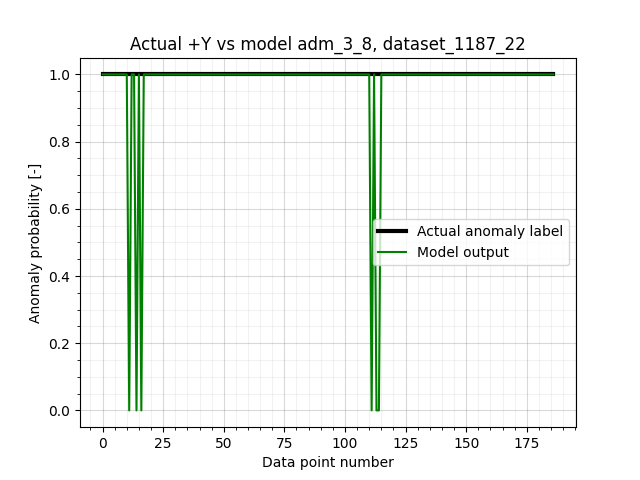 Actual +Y vs model adm_3_8, dataset_1187_22
Anomaly probability [-]
1.0
0.8
0.6
0.4
0.2
0.0
Actual anomaly label
Model output
0 25 50 75 100 125 150 175
Data point number